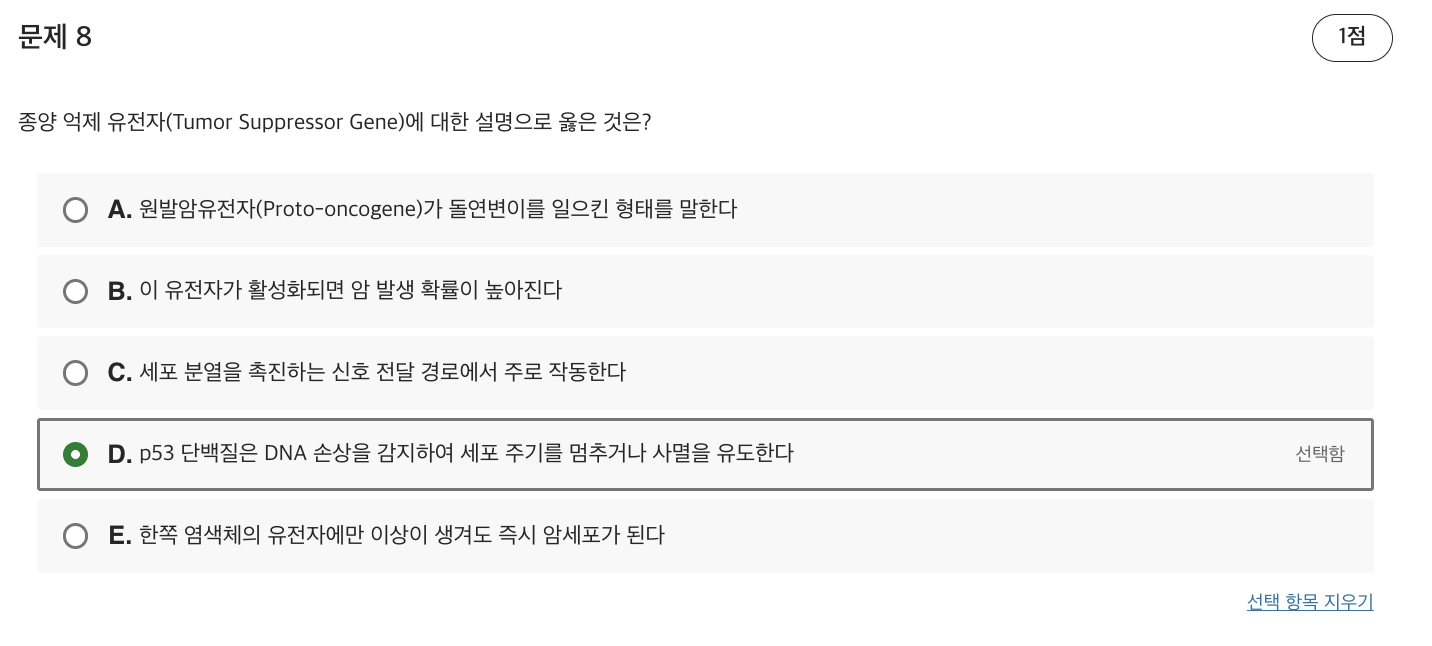 문제 8
1점
종양 억제 유전자(Tumor Suppressor Gene)에 대한 설명으로 옳은 것은?
A. 원발암유전자(Proto-oncogene)가 돌연변이를 일으킨 형태를 말한다
B. 이 유전자가 활성화되면 암 발생 확률이 높아진다
C. 세포 분열을 촉진하는 신호 전달 경로에서 주로 작동한다
D. p53 단백질은 DNA 손상을 감지하여 세포 주기를 멈추거나 사멸을 유도한다 선택함
E. 한쪽 염색체의 유전자에만 이상이 생겨도 즉시 암세포가 된다
선택 항목 지우기